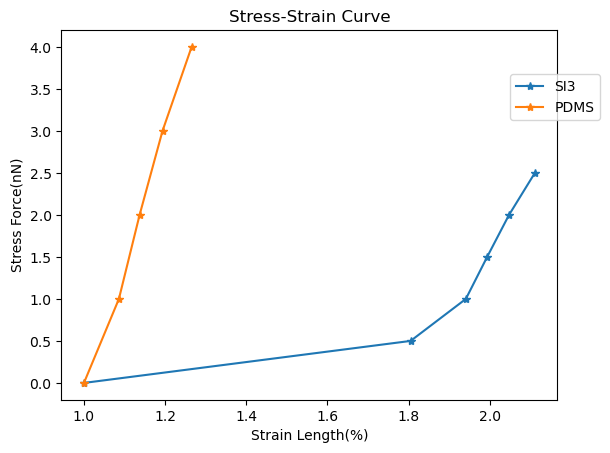 Stress-Strain Curve
4.0
3.5
3.0
2.5
2.0
1.5
1.0
0.5
0.0
Stress Force(nN)
SI3
PDMS
1.0 1.2 1.4 1.6 1.8 2.0
Strain Length(%)